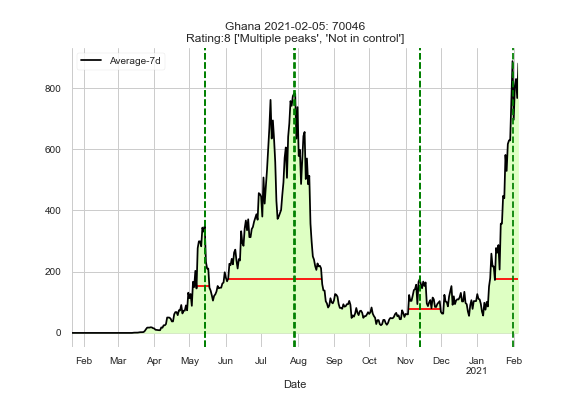 Ghana 2021-02-05: 70046
Rating:8 ['Multiple peaks', 'Not in control']
Average-7d
800
600
400
200
0
Feb Mar Apr May Jun Jul Aug Sep Oct Nov Dec Jan Feb
2021
Date